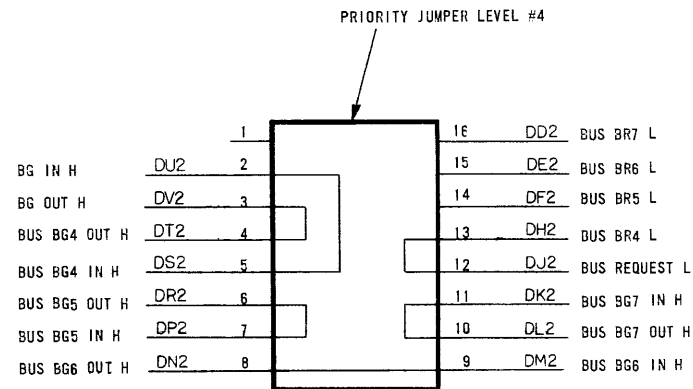 PRIORITY JUMPER LEVEL #4
1 16 DD2 BUS BR7 L
BG IN H DU2 2 15 DE2 BUS BR6 L
BG OUT H DV2 3 14 DF2 BUS BR5 L
BUS BG4 OUT H DT2 4 13 DH2 BUS BR4 L
BUS BG4 IN H DS2 5 12 DJ2 BUS REQUEST L
BUS BG5 OUT H DR2 6 11 DK2 BUS BG7 IN H
BUS BG5 IN H DP2 7 10 DL2 BUS BG7 OUT H
BUS BG6 OUT H DN2 8 9 DM2 BUS BG6 IN H